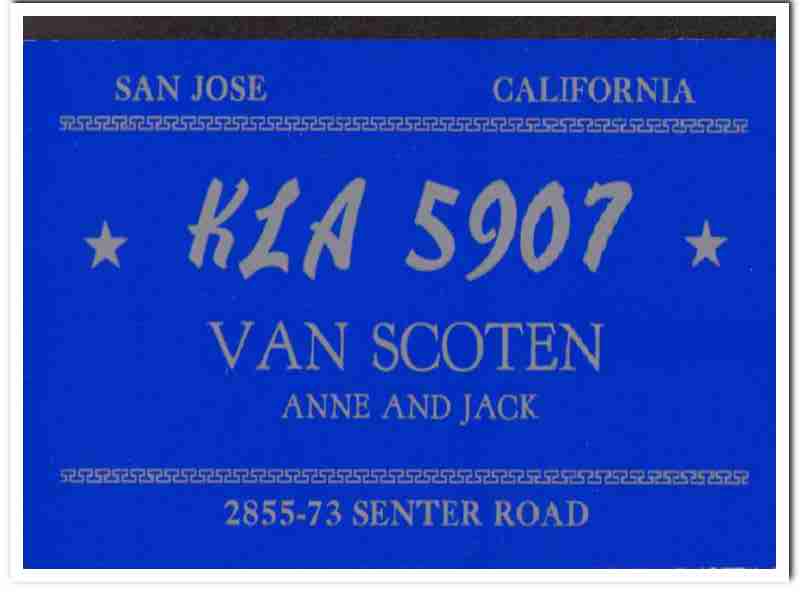 SAN JOSE CALIFORNIA
KLA 5907
VAN SCOTEN
ANNE AND JACK
2855-73 SENTER ROAD